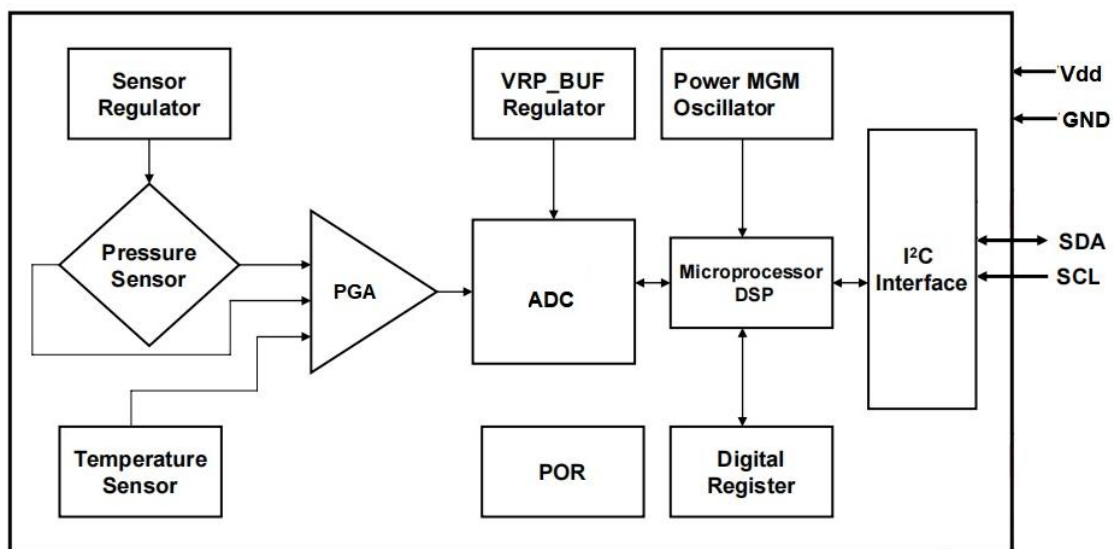 Sensor
Regulator
VRP_BUF
Regulator
Power MGM
Oscillator
Vdd
GND
Pressure
Sensor
PGA
ADC
Microprocessor
DSP
I²C
Interface
SDA
SCL
Temperature
Sensor
POR
Digital
Register